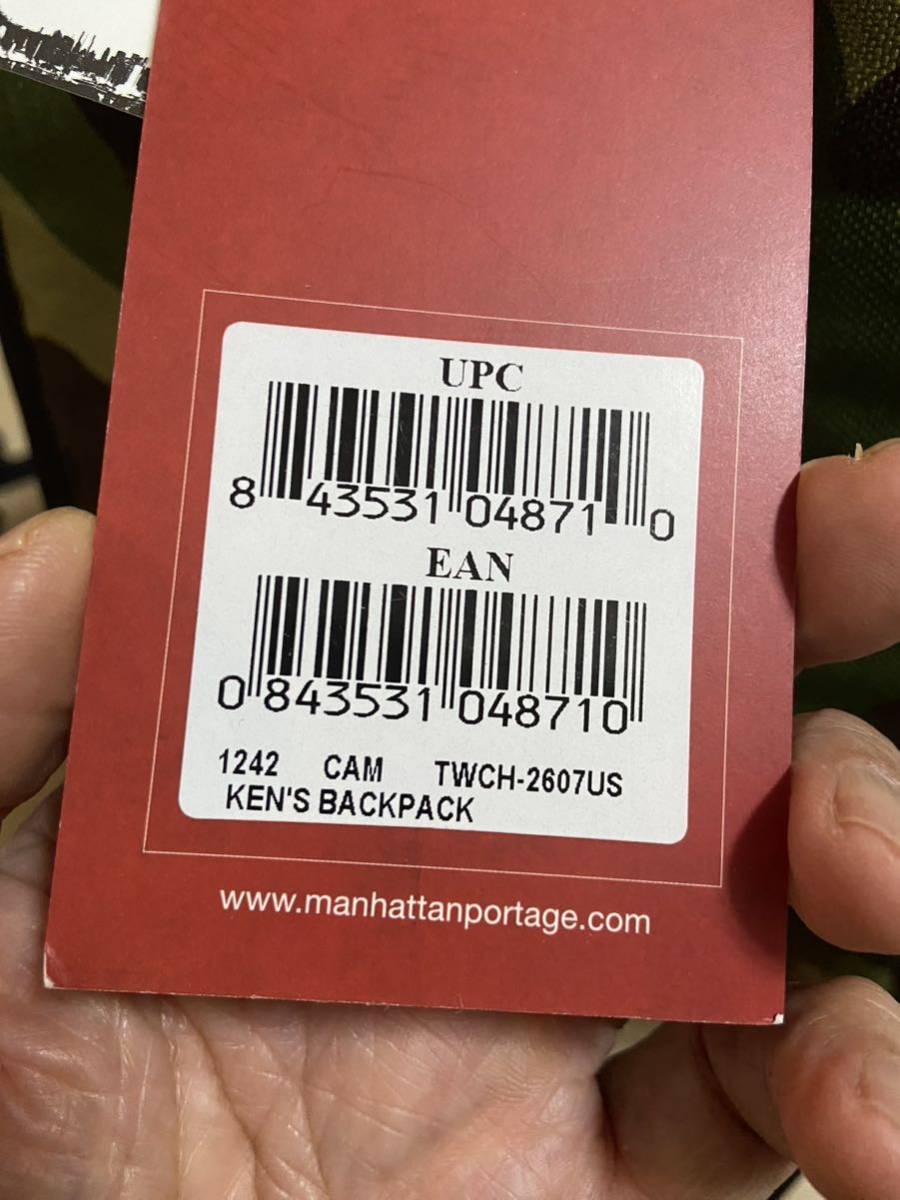 UPC
8 43531 04871 0
EAN
0 843531 048710
1242 CAM TWCH-2607US
KEN'S BACKPACK
www.manhattanportage.com